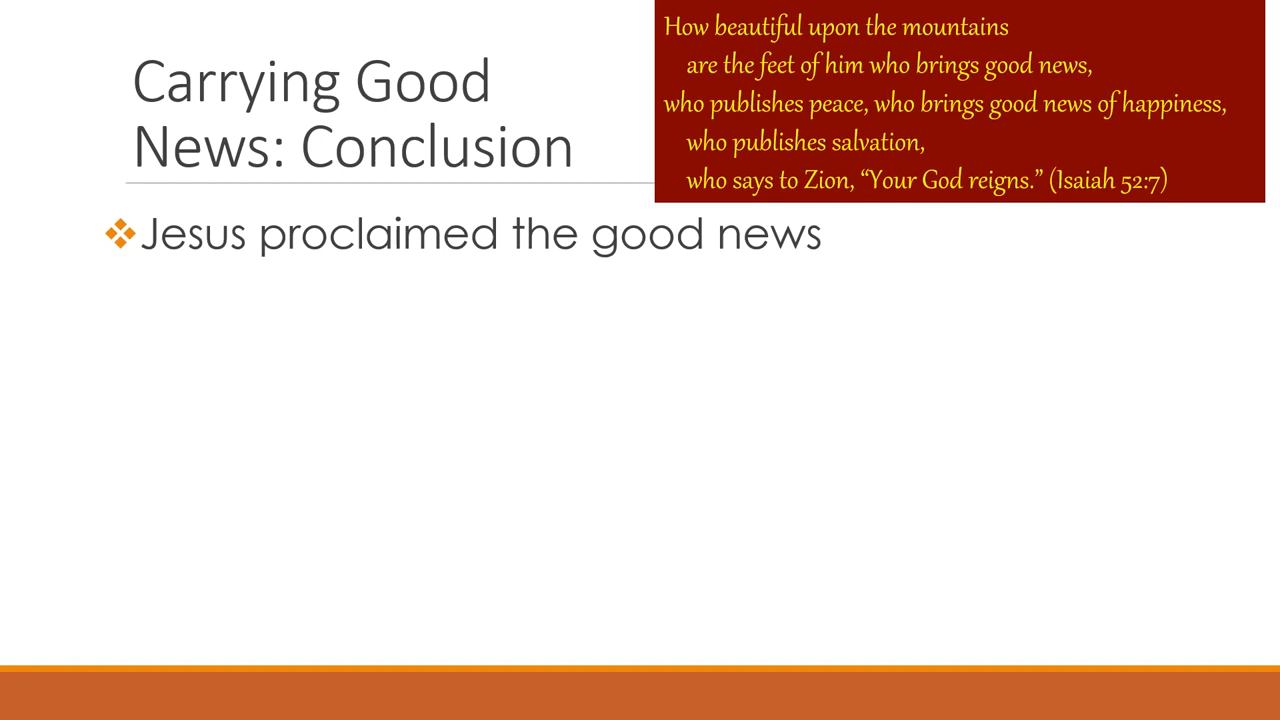 Carrying Good
News: Conclusion
How beautiful upon the mountains
are the feet of him who brings good news,
who publishes peace, who brings good news of happiness,
who publishes salvation,
who says to Zion, “Your God reigns.” (Isaiah 52:7)
Jesus proclaimed the good news